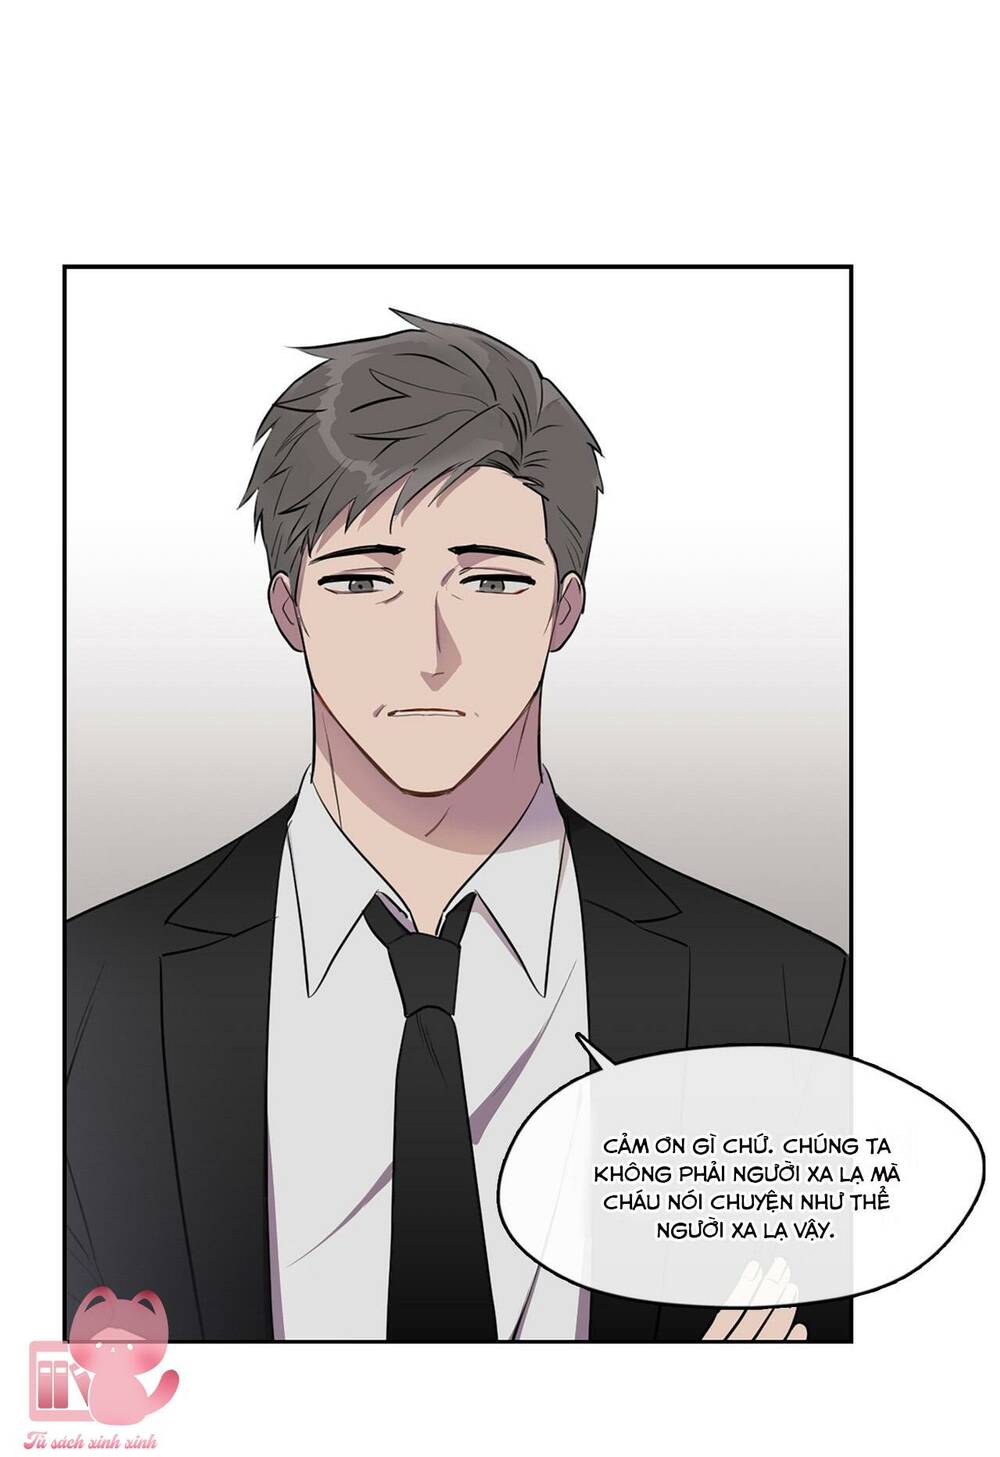 CẢM ƠN GÌ CHỨ. CHÚNG TA
KHÔNG PHẢI NGƯỜI XA LẠ MÀ
CHÁU NÓI CHUYỆN NHƯ THỂ
NGƯỜI XA LẠ VẬY.
Tủ sách xinh xinh